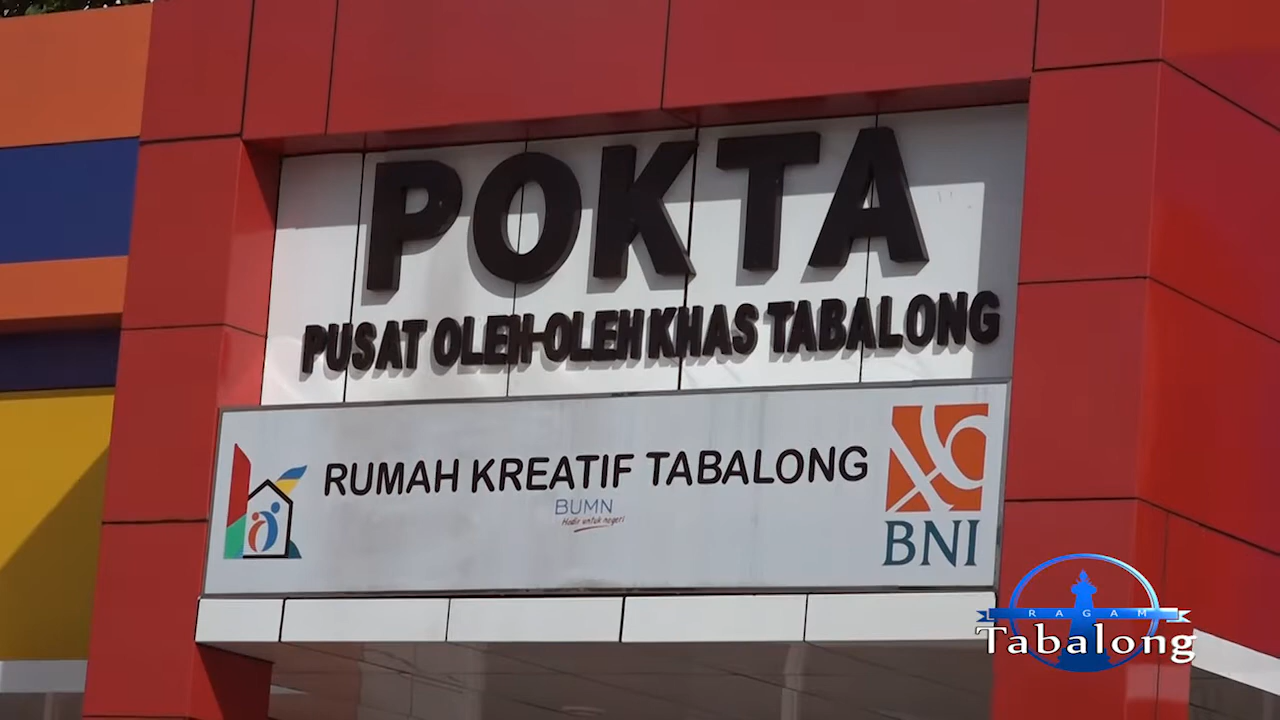 POKTA
PUSAT OLEH-OLEH KHAS TABALONG
RUMAH KREATIF TABALONG
BUMN
Hadir untuk negeri
BNI
RAGAM
Tabalong